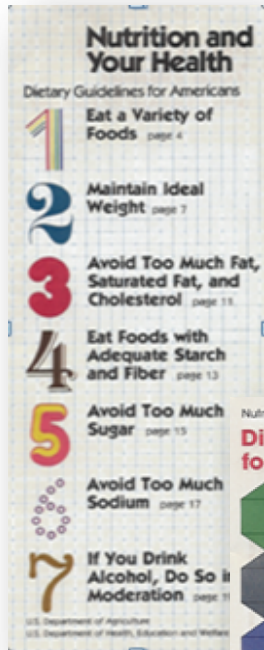 Nutrition and
Your Health
Dietary Guidelines for Americans
1 Eat a Variety of
Foods page 4
2 Maintain Ideal
Weight page 7
3 Avoid Too Much Fat,
Saturated Fat, and
Cholesterol page 11
4 Eat Foods with
Adequate Starch
and Fiber page 13
5 Avoid Too Much
Sugar page 15
6 Avoid Too Much
Sodium page 17
7 If You Drink
Alcohol, Do So in
Moderation page
U.S. Department of Agriculture
U.S. Department of Health, Education and Welfare
Nutr
Di
fo